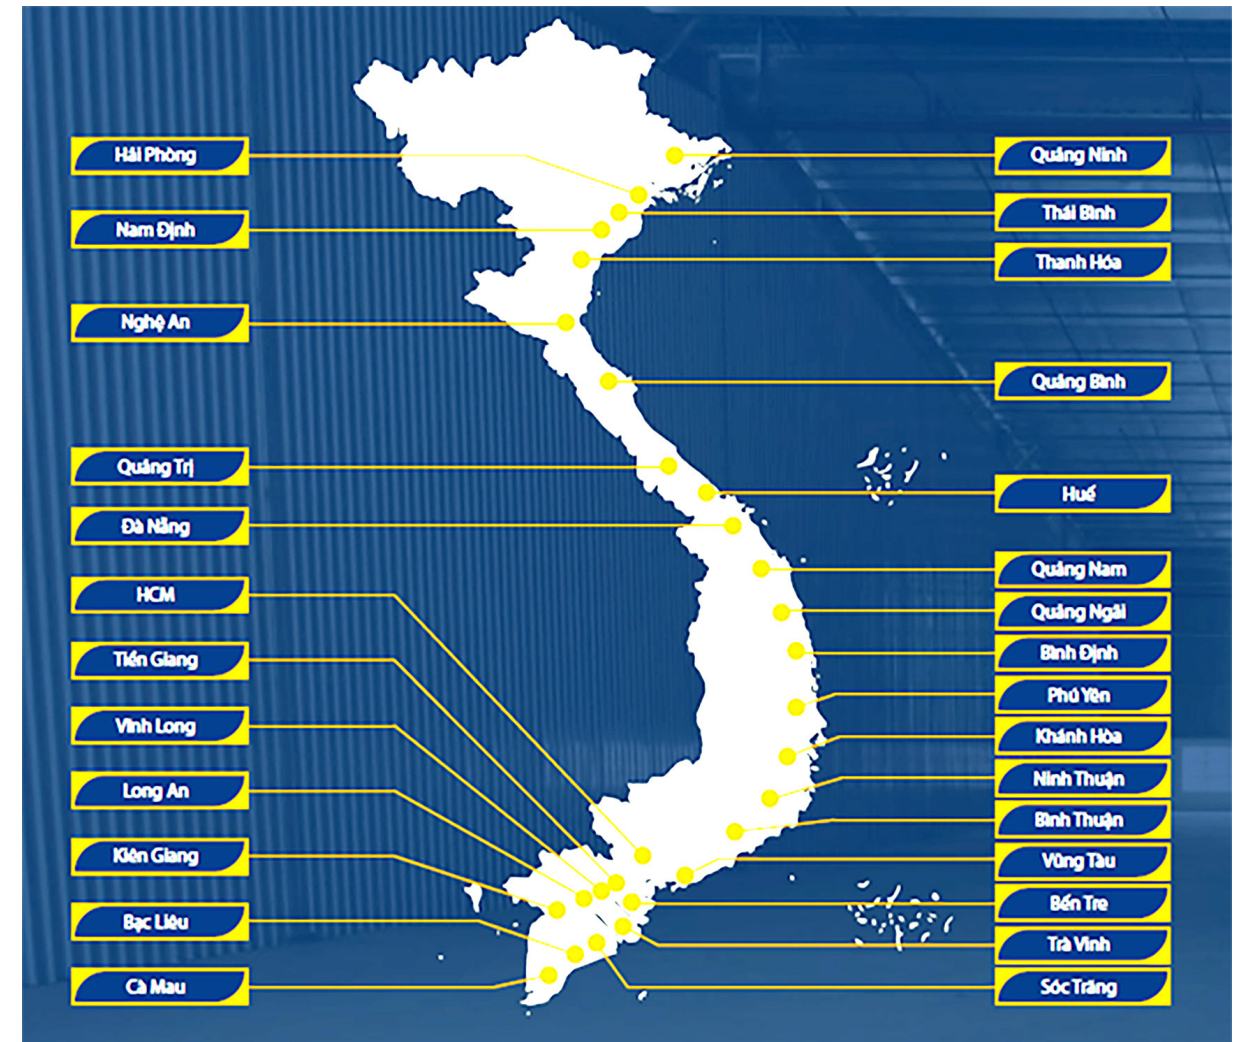 Hải Phòng
Nam Định
Nghệ An
Quảng Trị
Đà Nẵng
HCM
Tiền Giang
Vĩnh Long
Long An
Kiên Giang
Bạc Liêu
Cà Mau
Quảng Ninh
Thái Bình
Thanh Hóa
Quảng Bình
Huế
Quảng Nam
Quảng Ngãi
Bình Định
Phú Yên
Khánh Hòa
Ninh Thuận
Bình Thuận
Vũng Tàu
Bến Tre
Trà Vinh
Sóc Trăng